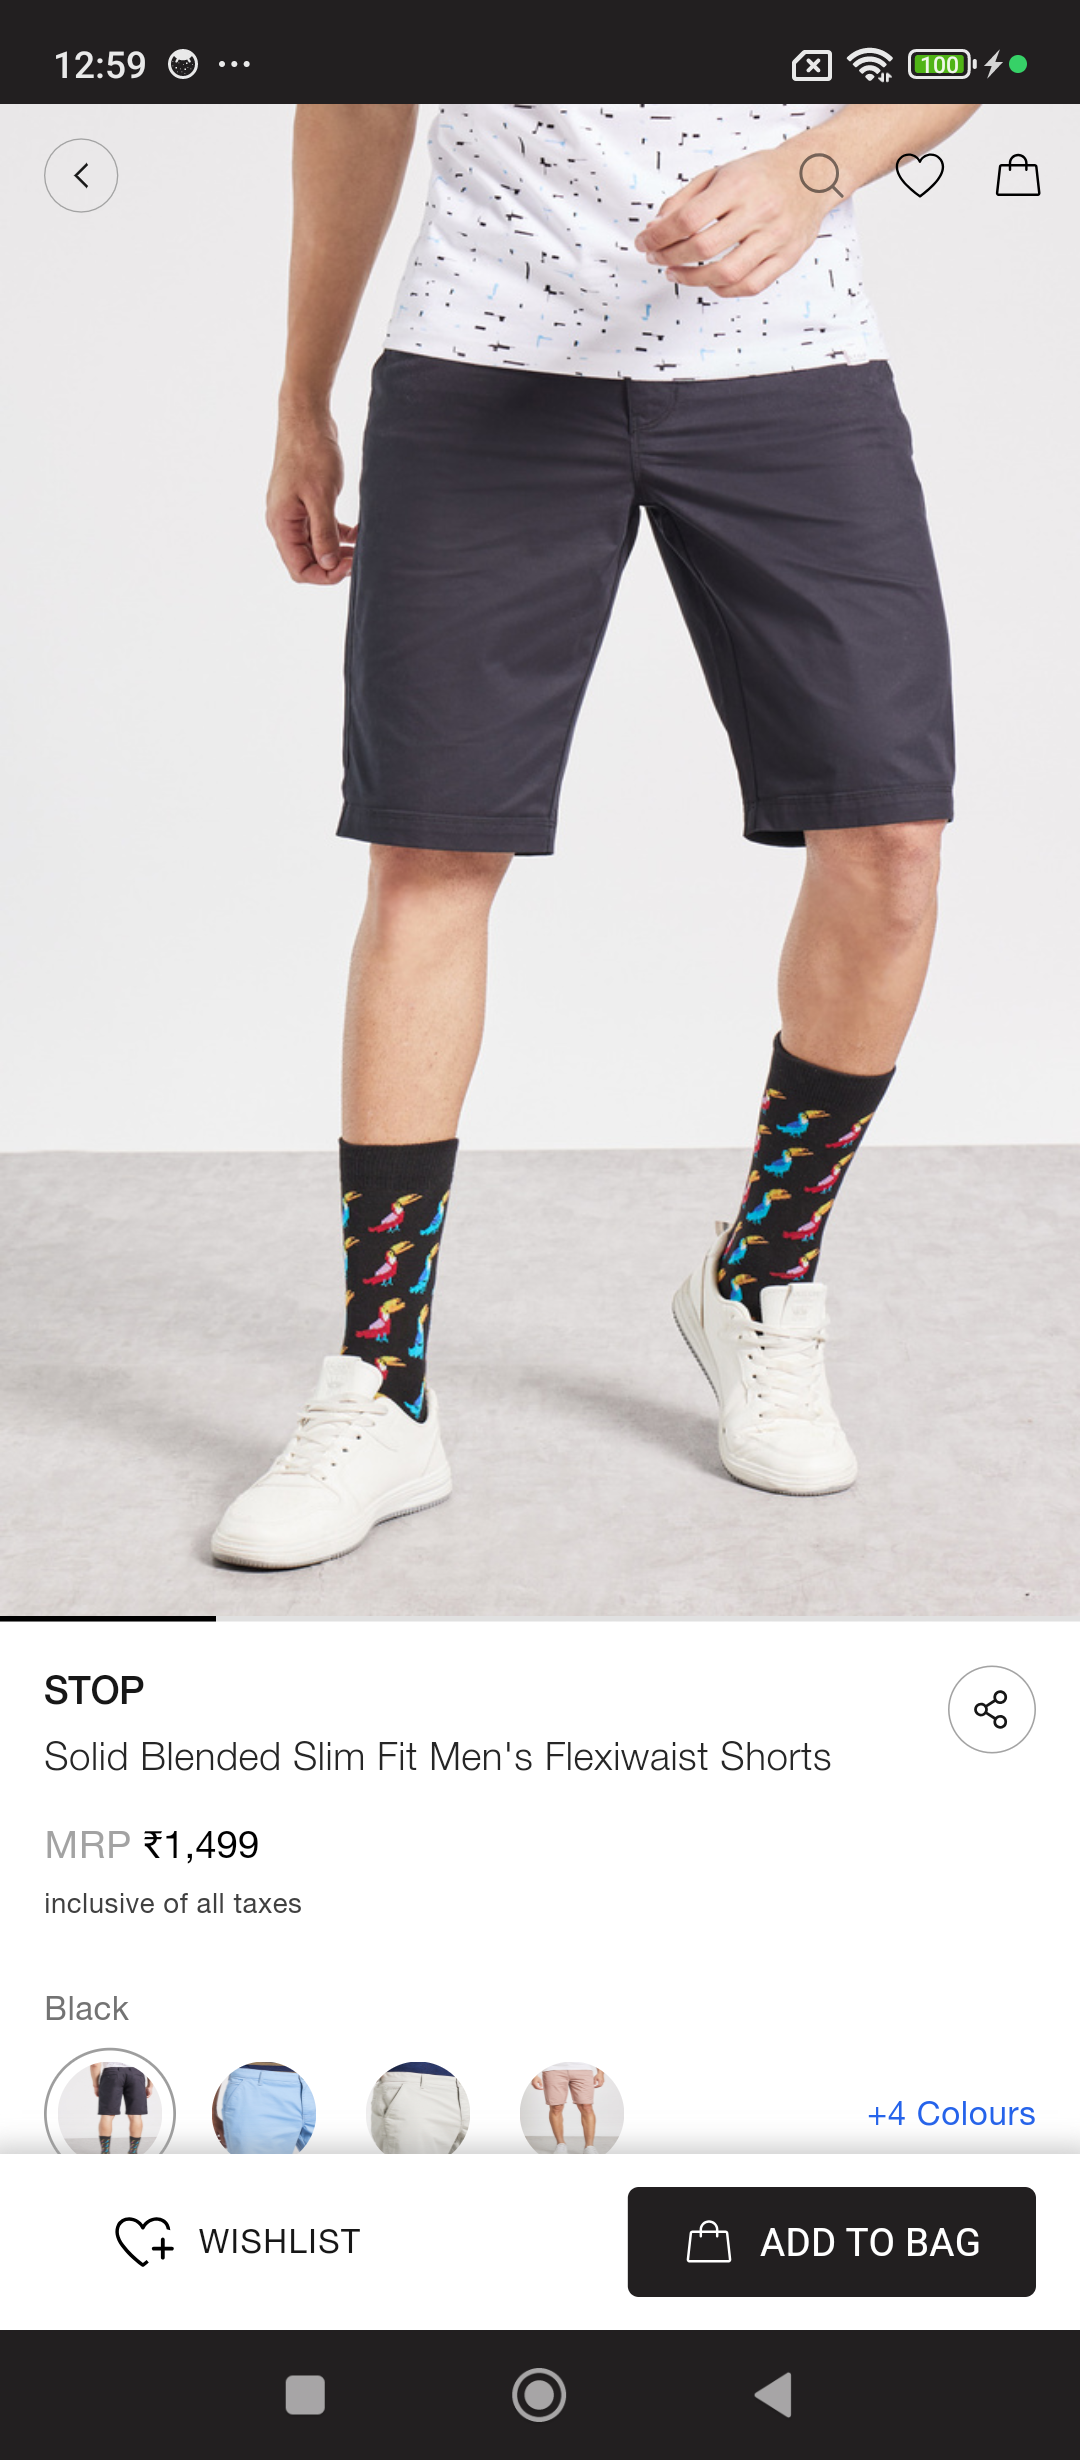 12:59
100
STOP
Solid Blended Slim Fit Men's Flexiwaist Shorts
MRP ₹1,499
inclusive of all taxes
Black
+4 Colours
WISHLIST
ADD TO BAG